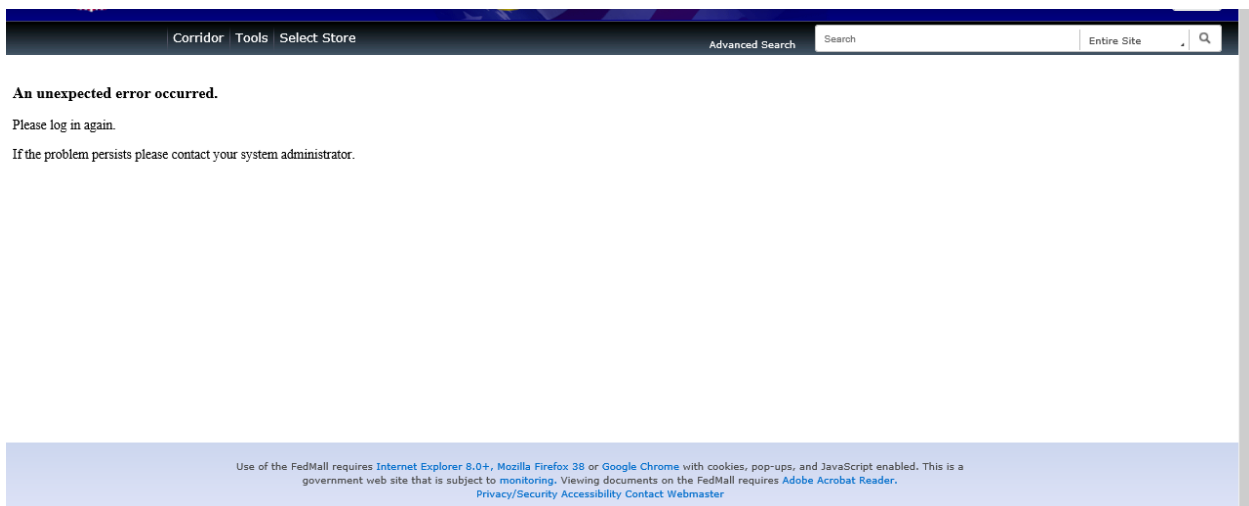 Corridor Tools Select Store
Advanced Search
Search
Entire Site
An unexpected error occurred.
Please log in again.
If the problem persists please contact your system administrator.
Use of the FedMall requires Internet Explorer 8.0+, Mozilla Firefox 38 or Google Chrome with cookies, pop-ups, and JavaScript enabled. This is a
government web site that is subject to monitoring. Viewing documents on the FedMall requires Adobe Acrobat Reader.
Privacy/Security Accessibility Contact Webmaster